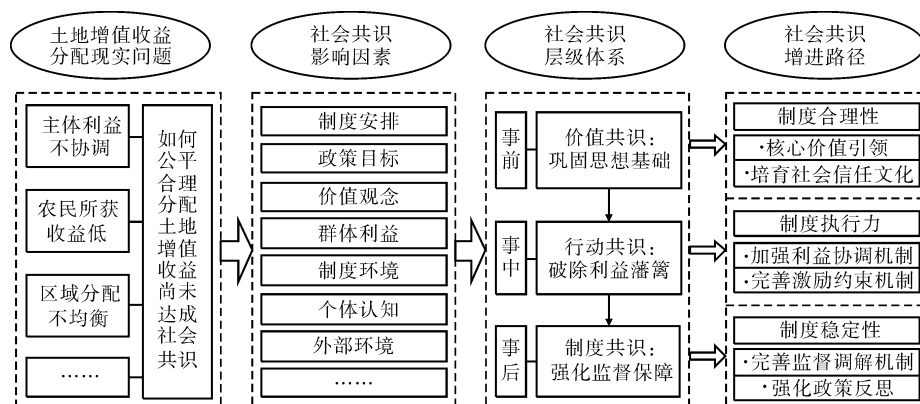 土地增值收益
分配现实问题
社会共识
影响因素
社会共识
层级体系
社会共识
增进路径
主体利益
不协调
农民所获
收益低
区域分配
不均衡
……
如何
公平
合理
分配
土地
增值
收益
尚未
达成
社会
共识
制度安排
政策目标
价值观念
群体利益
制度环境
个体认知
外部环境
……
事
前
价值共识：
巩固思想基础
事
中
行动共识：
破除利益藩篱
事
后
制度共识：
强化监督保障
制度合理性
·核心价值引领
·培育社会信任文化
制度执行力
·加强利益协调机制
·完善激励约束机制
制度稳定性
·完善监督调解机制
·强化政策反思